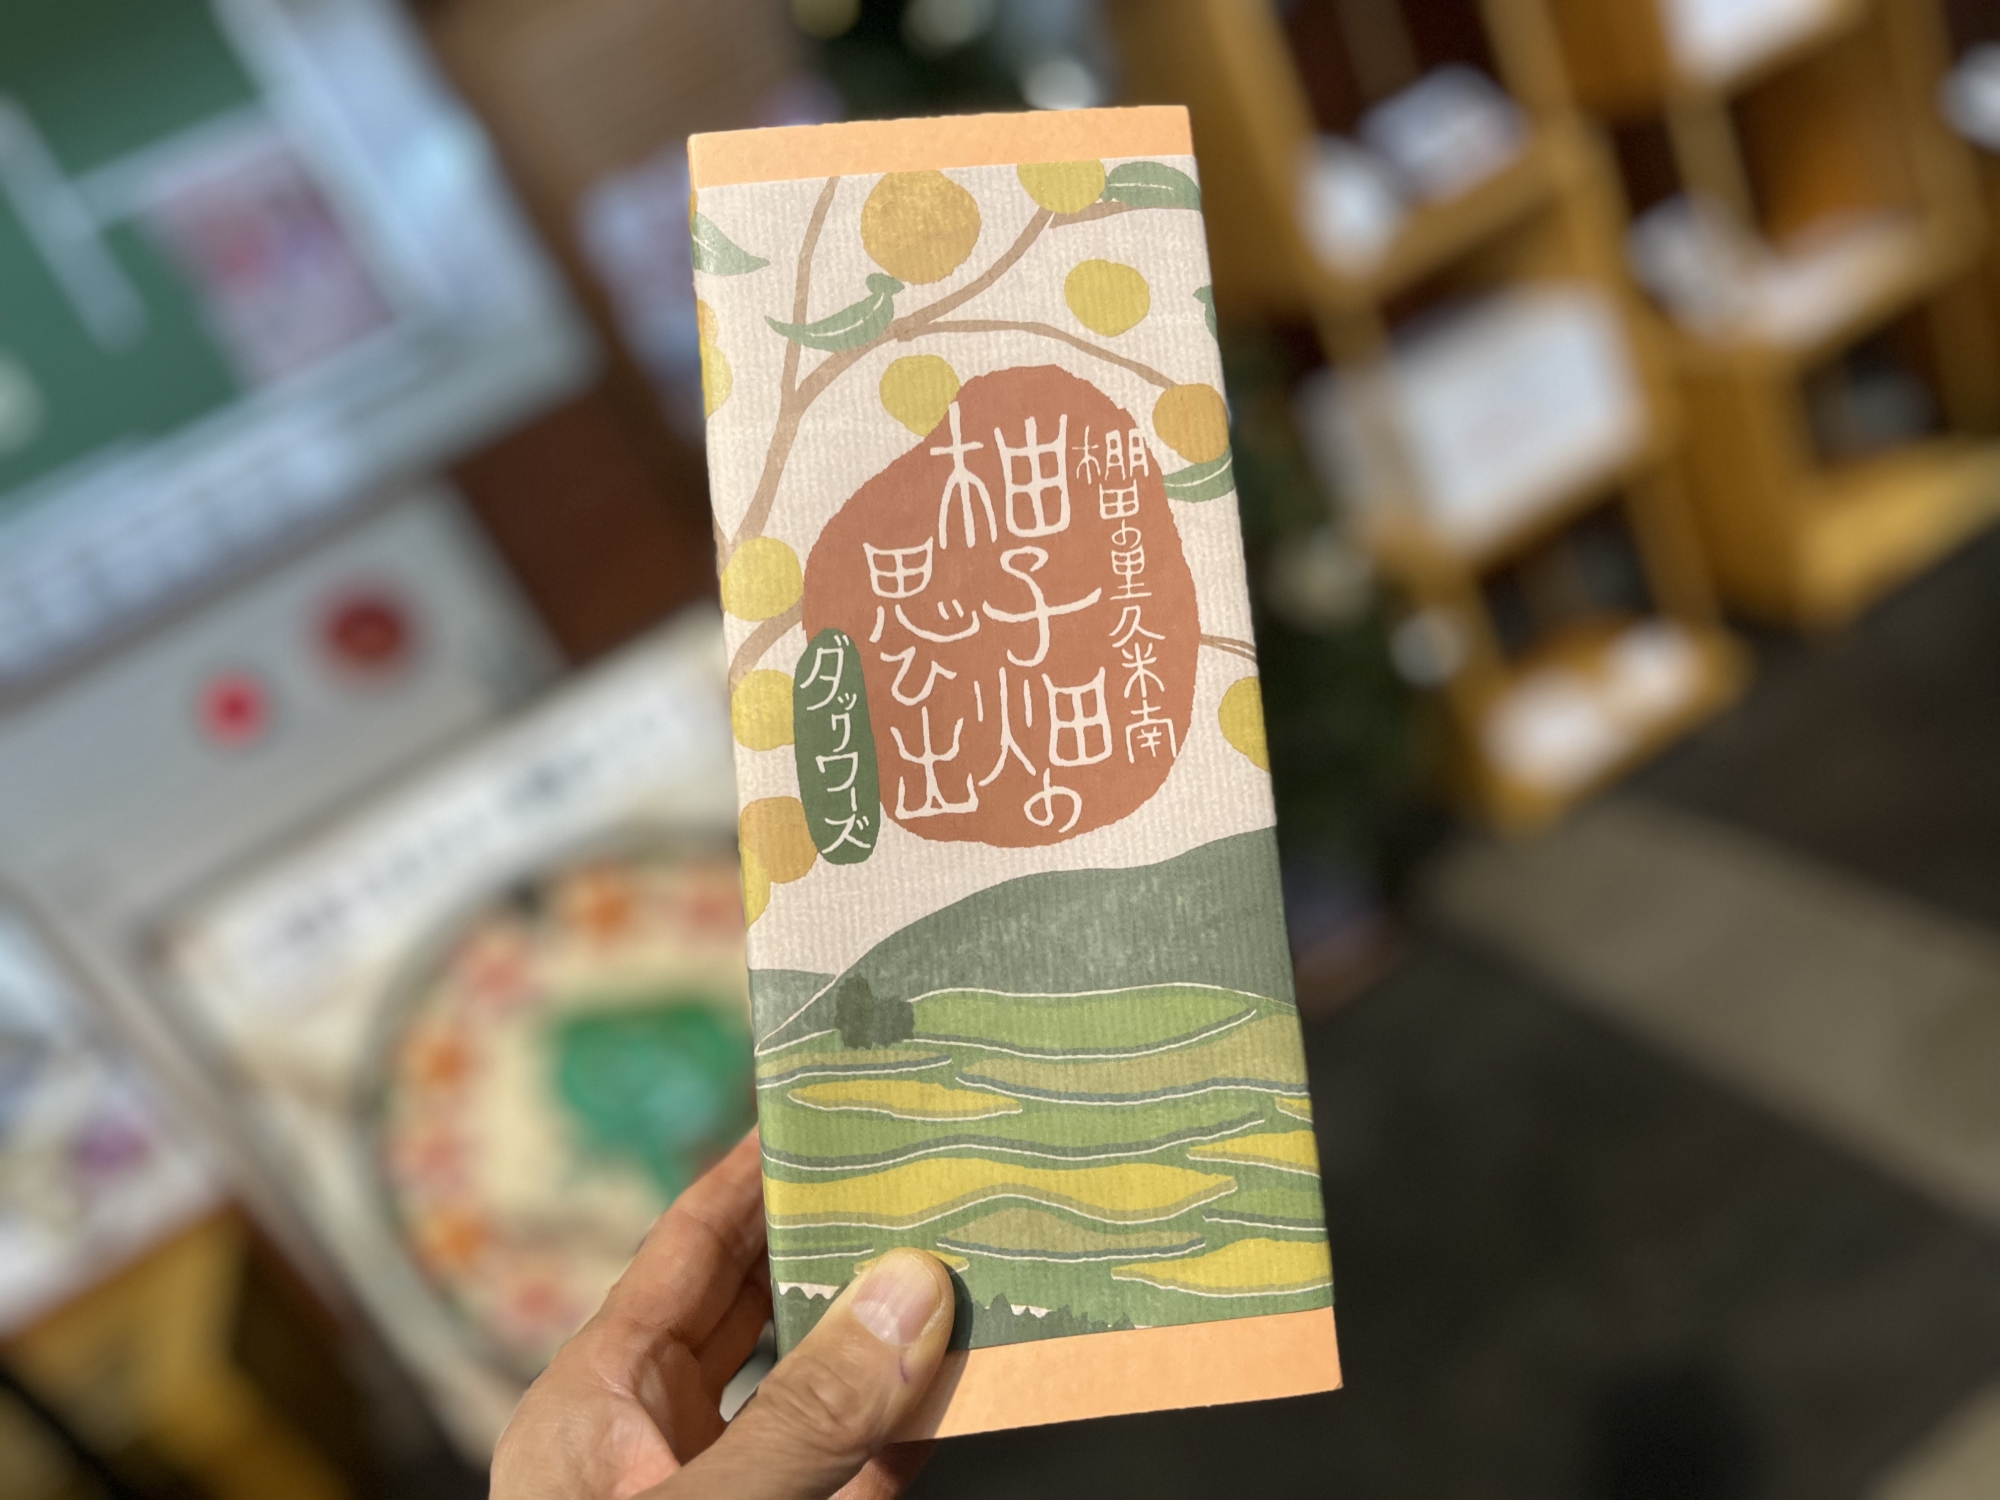 棚田の里久米南
柚子畑の
思ひ出
ダックワーズ